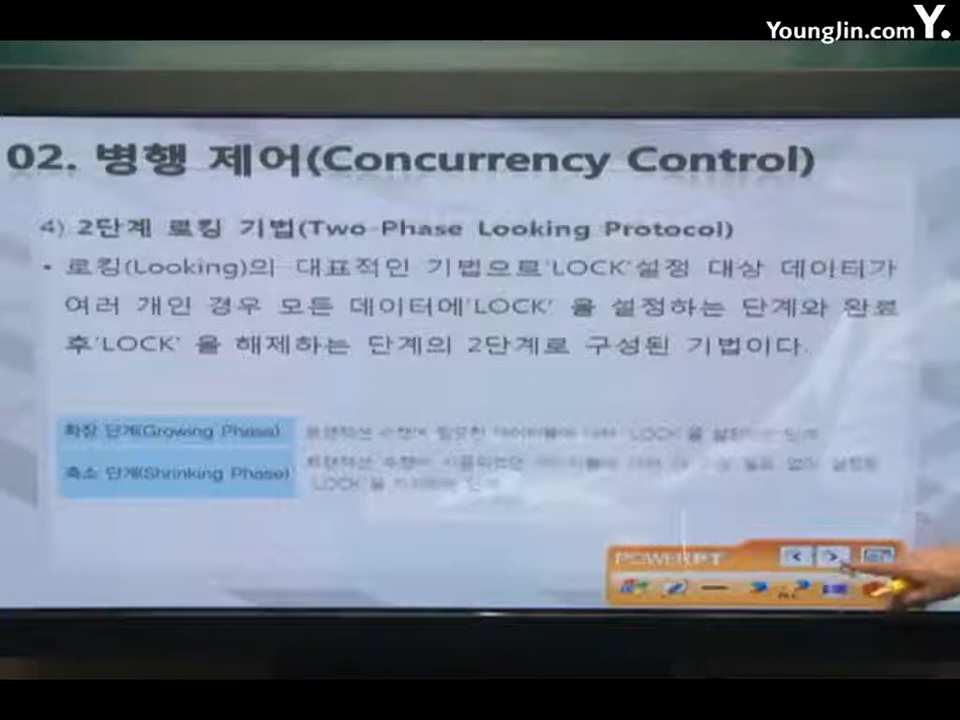 YoungJin.com Y.
02. 병행 제어(Concurrency Control)
4) 2단계 로킹 기법(Two-Phase Looking Protocol)
• 로킹(Looking)의 대표적인 기법으로'LOCK'설정 대상 데이터가
여러 개인 경우 모든 데이터에'LOCK' 을 설정하는 단계와 완료
후'LOCK' 을 해제하는 단계의 2단계로 구성된 기법이다.
확장 단계(Growing Phase)
축소 단계(Shrinking Phase)
'LOCK'을
POWERPT